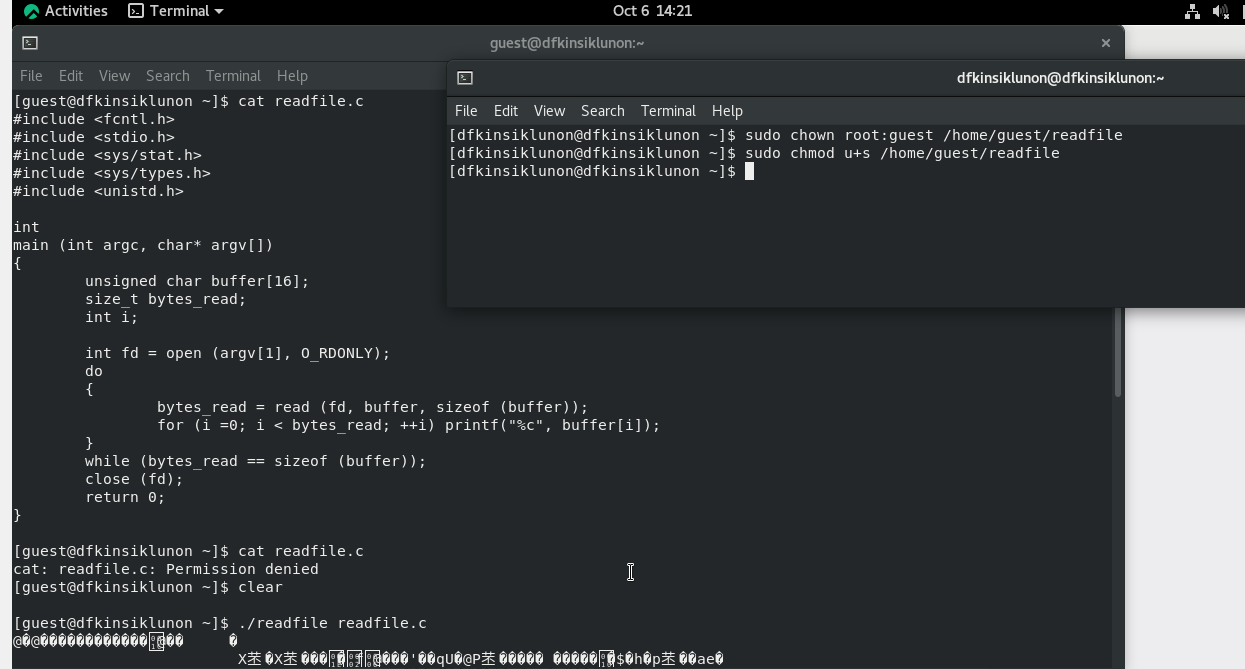 Activities Terminal Oct 6 14:21
guest@dfkinsiklunon:~ ×
File Edit View Search Terminal Help
[guest@dfkinsiklunon ~]$ cat readfile.c
#include <fcntl.h>
#include <stdio.h>
#include <sys/stat.h>
#include <sys/types.h>
#include <unistd.h>
int
main (int argc, char* argv[])
{
unsigned char buffer[16];
size_t bytes_read;
int i;
int fd = open (argv[1], O_RDONLY);
do
{
bytes_read = read (fd, buffer, sizeof (buffer));
for (i =0; i < bytes_read; ++i) printf("%c", buffer[i]);
}
while (bytes_read == sizeof (buffer));
close (fd);
return 0;
}
[guest@dfkinsiklunon ~]$ cat readfile.c
cat: readfile.c: Permission denied
[guest@dfkinsiklunon ~]$ clear
[guest@dfkinsiklunon ~]$ ./readfile readfile.c
dfkinsiklunon@dfkinsiklunon:~
File Edit View Search Terminal Help
[dfkinsiklunon@dfkinsiklunon ~]$ sudo chown root:guest /home/guest/readfile
[dfkinsiklunon@dfkinsiklunon ~]$ sudo chmod u+s /home/guest/readfile
[dfkinsiklunon@dfkinsiklunon ~]$